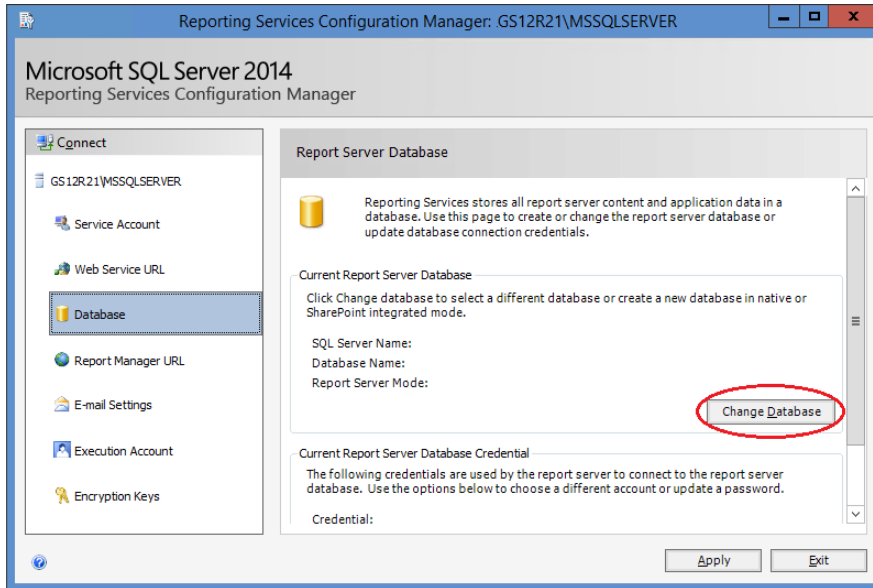 Reporting Services Configuration Manager: .GS12R21\MSSQLSERVER
Microsoft SQL Server 2014
Reporting Services Configuration Manager
Connect
GS12R21\MSSQLSERVER
Service Account
Web Service URL
Database
Report Manager URL
E-mail Settings
Execution Account
Encryption Keys
Report Server Database
Reporting Services stores all report server content and application data in a
database. Use this page to create or change the report server database or
update database connection credentials.
Current Report Server Database
Click Change database to select a different database or create a new database in native or
SharePoint integrated mode.
SQL Server Name:
Database Name:
Report Server Mode:
Change Database
Current Report Server Database Credential
The following credentials are used by the report server to connect to the report server
database. Use the options below to choose a different account or update a password.
Credential:
Apply
Exit